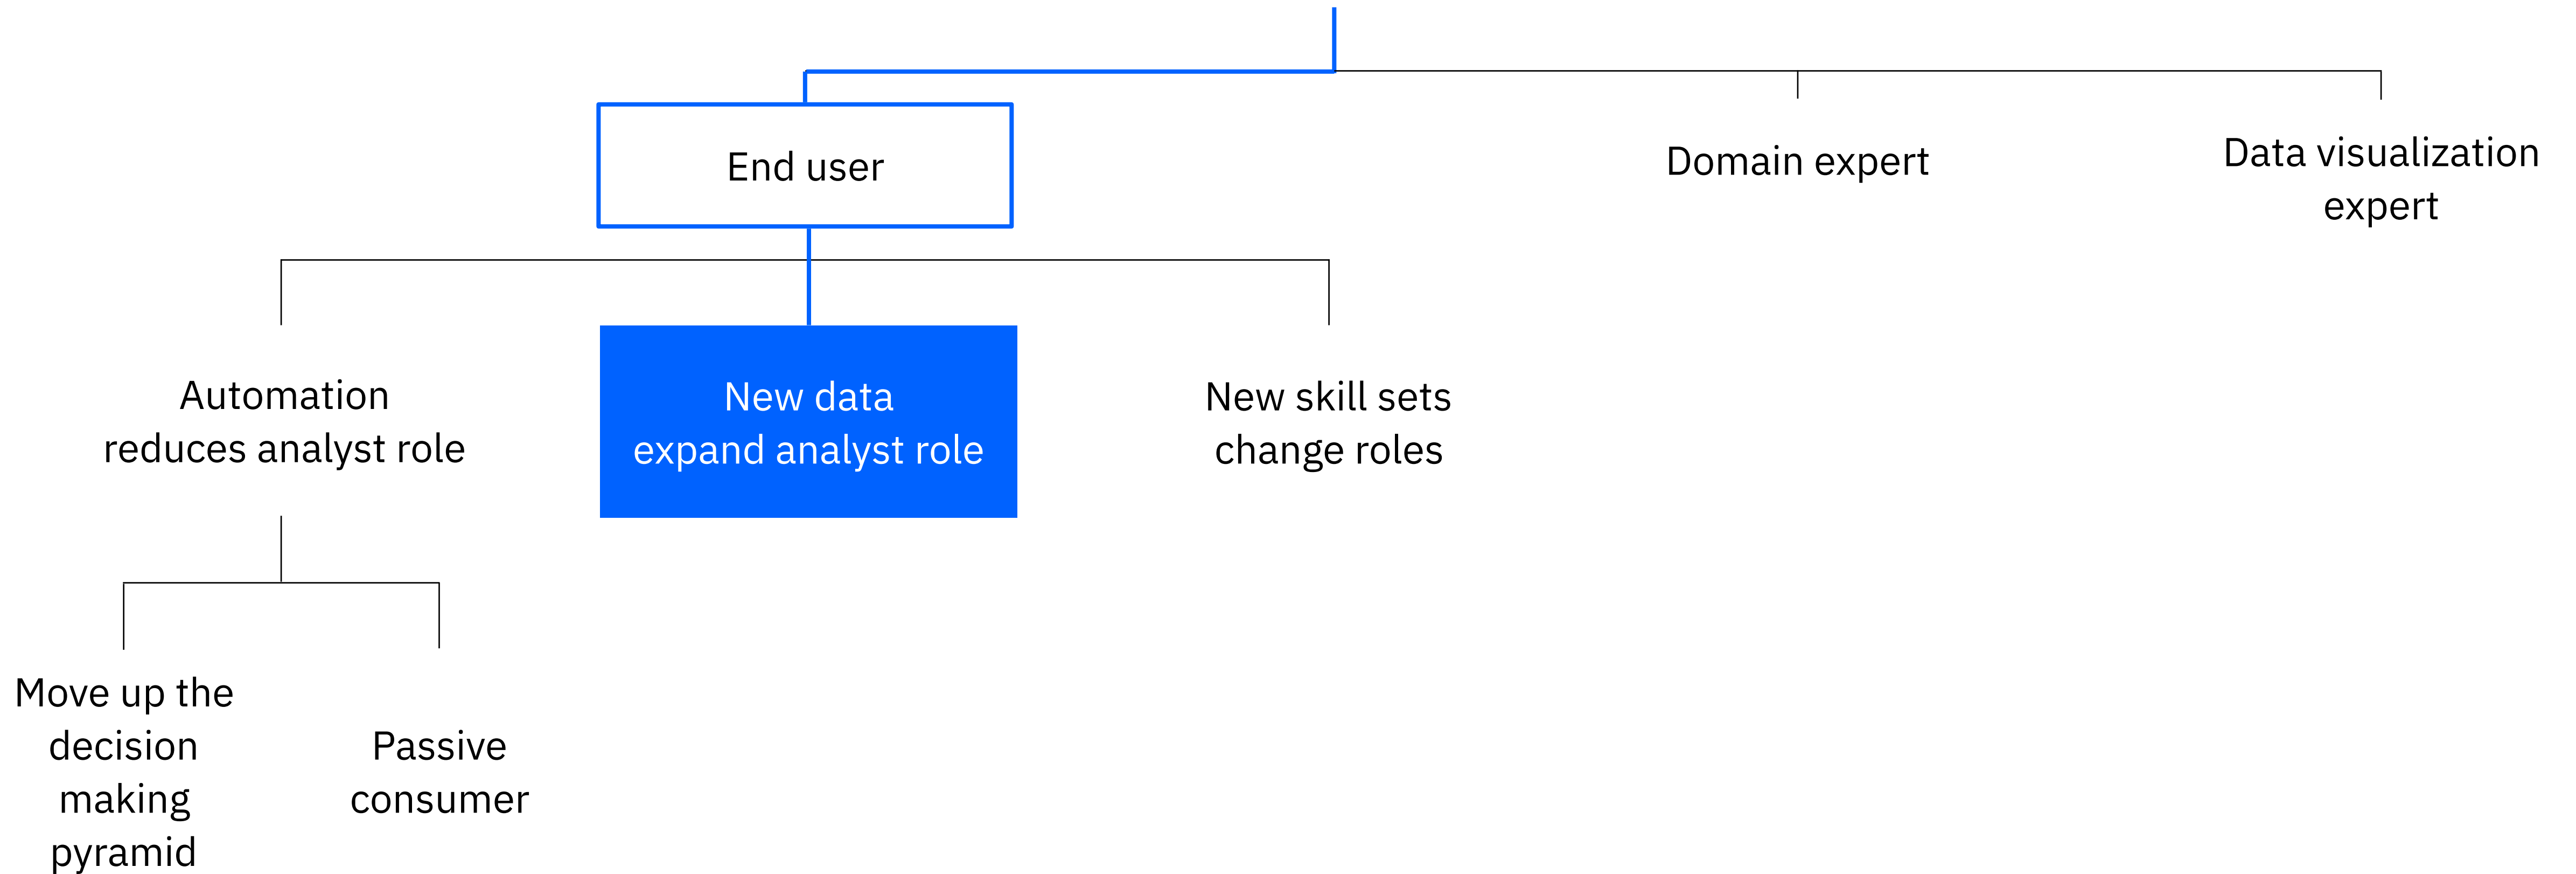 End user
Domain expert
Data visualization
expert
Automation
reduces analyst role
New data
expand analyst role
New skill sets
change roles
Move up the
decision
making
pyramid
Passive
consumer